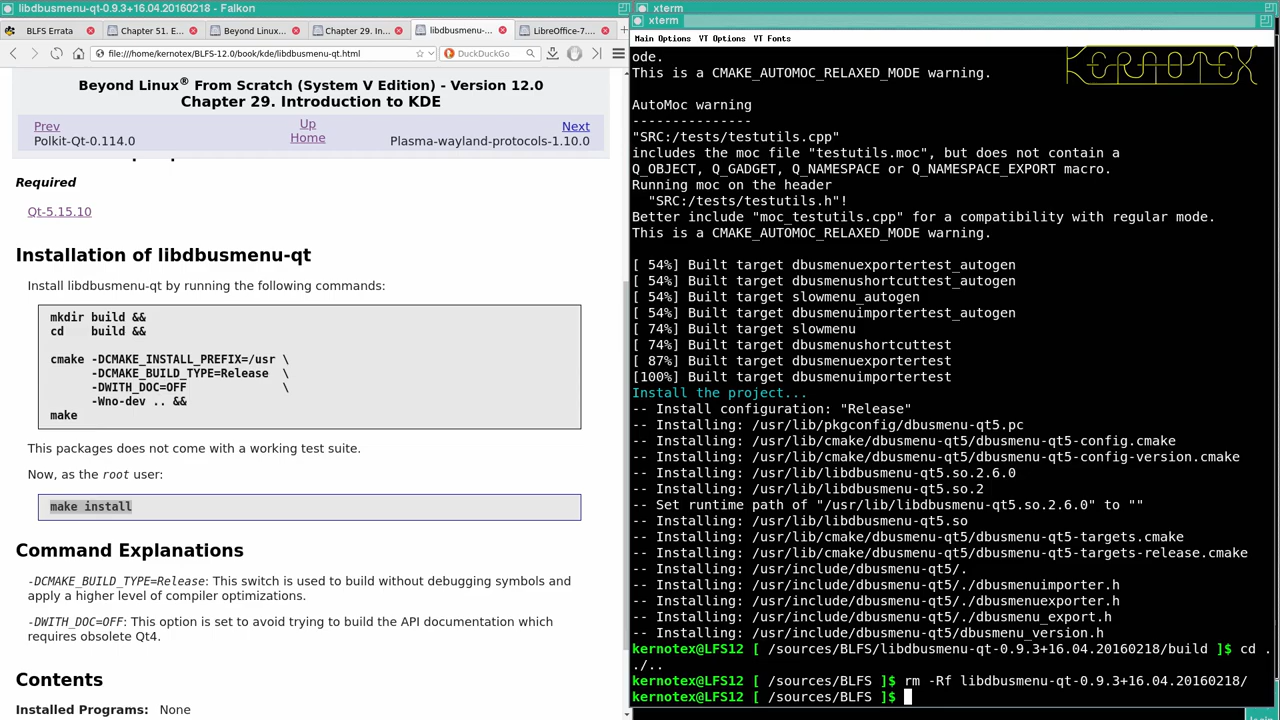 libdbusmenu-qt-0.9.3+16.04.20160218 - Falkon
BLFS Errata
Chapter 51. E...
Beyond Linux...
Chapter 29. In...
libdbusmenu-...
LibreOffice-7....
file:///home/kernotex/BLFS-12.0/book/kde/libdbusmenu-qt.html
DuckDuckGo
Beyond Linux® From Scratch (System V Edition) - Version 12.0
Chapter 29. Introduction to KDE
Prev
Up
Next
Polkit-Qt-0.114.0
Home
Plasma-wayland-protocols-1.10.0
Required
Qt-5.15.10
Installation of libdbusmenu-qt
Install libdbusmenu-qt by running the following commands:
mkdir build &&
cd    build &&
cmake -DCMAKE_INSTALL_PREFIX=/usr \
-DCMAKE_BUILD_TYPE=Release  \
-DWITH_DOC=OFF              \
-Wno-dev .. &&
make
This packages does not come with a working test suite.
Now, as the root user:
make install
Command Explanations
-DCMAKE_BUILD_TYPE=Release: This switch is used to build without debugging symbols and
apply a higher level of compiler optimizations.
-DWITH_DOC=OFF: This option is set to avoid trying to build the API documentation which
requires obsolete Qt4.
Contents
Installed Programs: None
xterm
xterm
Main Options  VT Options  VT Fonts
KERNOTEX
ode.
This is a CMAKE_AUTOMOC_RELAXED_MODE warning.
AutoMoc warning
---------------
"SRC:/tests/testutils.cpp"
includes the moc file "testutils.moc", but does not contain a
Q_OBJECT, Q_GADGET, Q_NAMESPACE or Q_NAMESPACE_EXPORT macro.
Running moc on the header
"SRC:/tests/testutils.h"!
Better include "moc_testutils.cpp" for a compatibility with regular mode.
This is a CMAKE_AUTOMOC_RELAXED_MODE warning.
[ 54%] Built target dbusmenuexportertest_autogen
[ 54%] Built target dbusmenushortcuttest_autogen
[ 54%] Built target slowmenu_autogen
[ 54%] Built target dbusmenuimportertest_autogen
[ 74%] Built target slowmenu
[ 74%] Built target dbusmenushortcuttest
[ 87%] Built target dbusmenuexportertest
[100%] Built target dbusmenuimportertest
Install the project...
-- Install configuration: "Release"
-- Installing: /usr/lib/pkgconfig/dbusmenu-qt5.pc
-- Installing: /usr/lib/cmake/dbusmenu-qt5/dbusmenu-qt5-config.cmake
-- Installing: /usr/lib/cmake/dbusmenu-qt5/dbusmenu-qt5-config-version.cmake
-- Installing: /usr/lib/libdbusmenu-qt5.so.2.6.0
-- Installing: /usr/lib/libdbusmenu-qt5.so.2
-- Set runtime path of "/usr/lib/libdbusmenu-qt5.so.2.6.0" to ""
-- Installing: /usr/lib/libdbusmenu-qt5.so
-- Installing: /usr/lib/cmake/dbusmenu-qt5/dbusmenu-qt5-targets.cmake
-- Installing: /usr/lib/cmake/dbusmenu-qt5/dbusmenu-qt5-targets-release.cmake
-- Installing: /usr/include/dbusmenu-qt5/.
-- Installing: /usr/include/dbusmenu-qt5/./dbusmenuimporter.h
-- Installing: /usr/include/dbusmenu-qt5/./dbusmenuexporter.h
-- Installing: /usr/include/dbusmenu-qt5/./dbusmenu_export.h
-- Installing: /usr/include/dbusmenu-qt5/dbusmenu_version.h
kernotex@LFS12 [ /sources/BLFS/libdbusmenu-qt-0.9.3+16.04.20160218/build ]$ cd .
./..
kernotex@LFS12 [ /sources/BLFS ]$ rm -Rf libdbusmenu-qt-0.9.3+16.04.20160218/
kernotex@LFS12 [ /sources/BLFS ]$